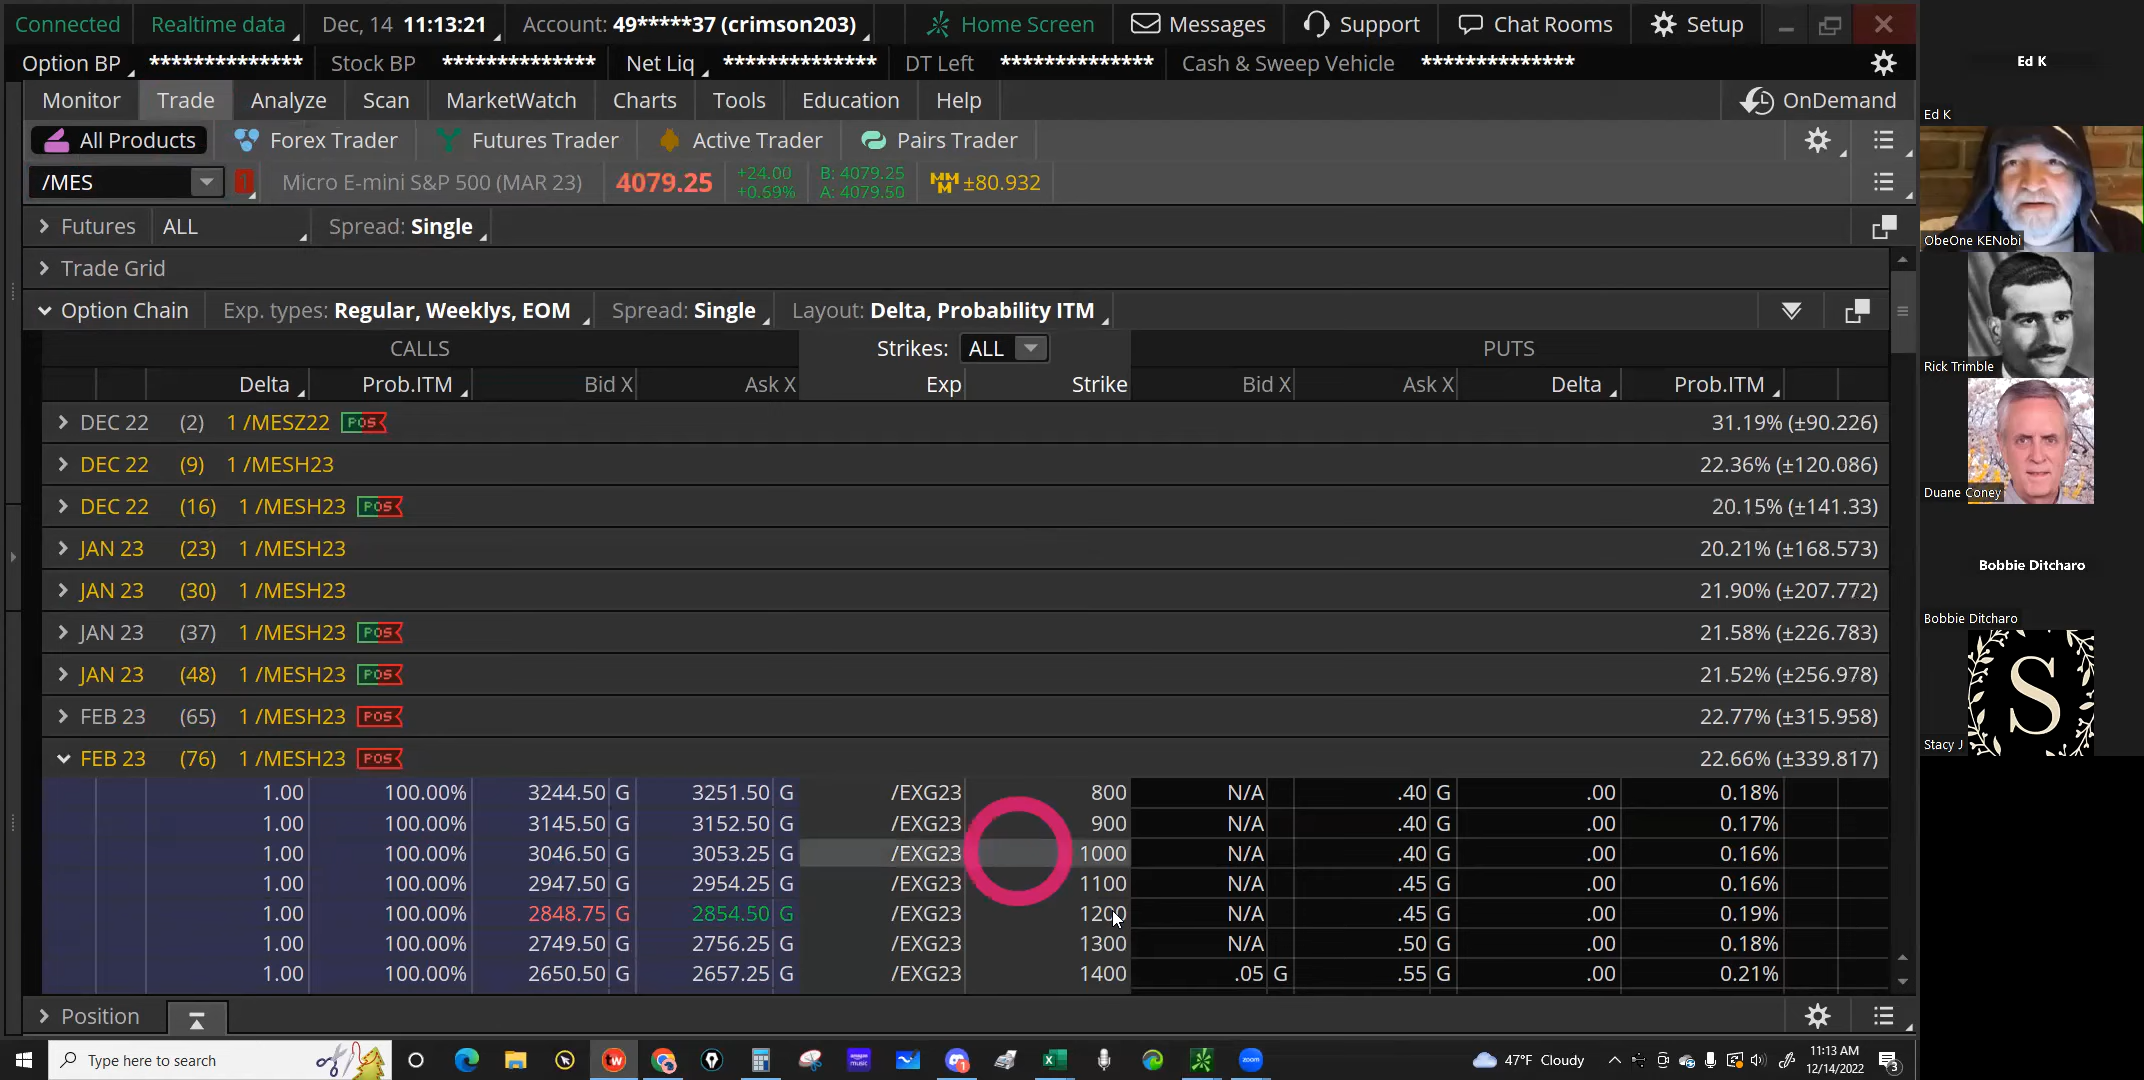 Connected Realtime data Dec, 14 11:13:21 Account: 49*****37 (crimson203) Home Screen Messages Support Chat Rooms Setup
Option BP ************** Stock BP ************** Net Liq ************** DT Left ************** Cash & Sweep Vehicle **************
Monitor Trade Analyze Scan MarketWatch Charts Tools Education Help OnDemand
All Products Forex Trader Futures Trader Active Trader Pairs Trader
/MES Micro E-mini S&P 500 (MAR 23) 4079.25 +24.00 B: 4079.25 ±80.932
+0.59% A: 4079.50
Futures ALL Spread: Single
Trade Grid
Option Chain Exp. types: Regular, Weeklys, EOM Spread: Single Layout: Delta, Probability ITM
CALLS Strikes: ALL PUTS
Delta Prob.ITM Bid X Ask X Exp Strike Bid X Ask X Delta Prob.ITM
DEC 22 (2) 1 /MESZ22 POS 31.19% (±90.226)
DEC 22 (9) 1 /MESH23 22.36% (±120.086)
DEC 22 (16) 1 /MESH23 POS 20.15% (±141.33)
JAN 23 (23) 1 /MESH23 20.21% (±168.573)
JAN 23 (30) 1 /MESH23 21.90% (±207.772)
JAN 23 (37) 1 /MESH23 POS 21.58% (±226.783)
JAN 23 (48) 1 /MESH23 POS 21.52% (±256.978)
FEB 23 (65) 1 /MESH23 POS 22.77% (±315.958)
FEB 23 (76) 1 /MESH23 POS 22.66% (±339.817)
1.00 100.00% 3244.50 G 3251.50 G /EXG23 800 N/A .40 G .00 0.18%
1.00 100.00% 3145.50 G 3152.50 G /EXG23 900 N/A .40 G .00 0.17%
1.00 100.00% 3046.50 G 3053.25 G /EXG23 1000 N/A .40 G .00 0.16%
1.00 100.00% 2947.50 G 2954.25 G /EXG23 1100 N/A .45 G .00 0.16%
1.00 100.00% 2848.75 G 2854.50 G /EXG23 1200 N/A .45 G .00 0.19%
1.00 100.00% 2749.50 G 2756.25 G /EXG23 1300 N/A .50 G .00 0.18%
1.00 100.00% 2650.50 G 2657.25 G /EXG23 1400 .05 G .55 G .00 0.21%
Position
Type here to search
47°F Cloudy
11:13 AM
12/14/2022
3
Ed K
Ed K
ObeOne KENobi
Rick Trimble
Duane Coney
Bobbie Ditcharo
Bobbie Ditcharo
S
Stacy J